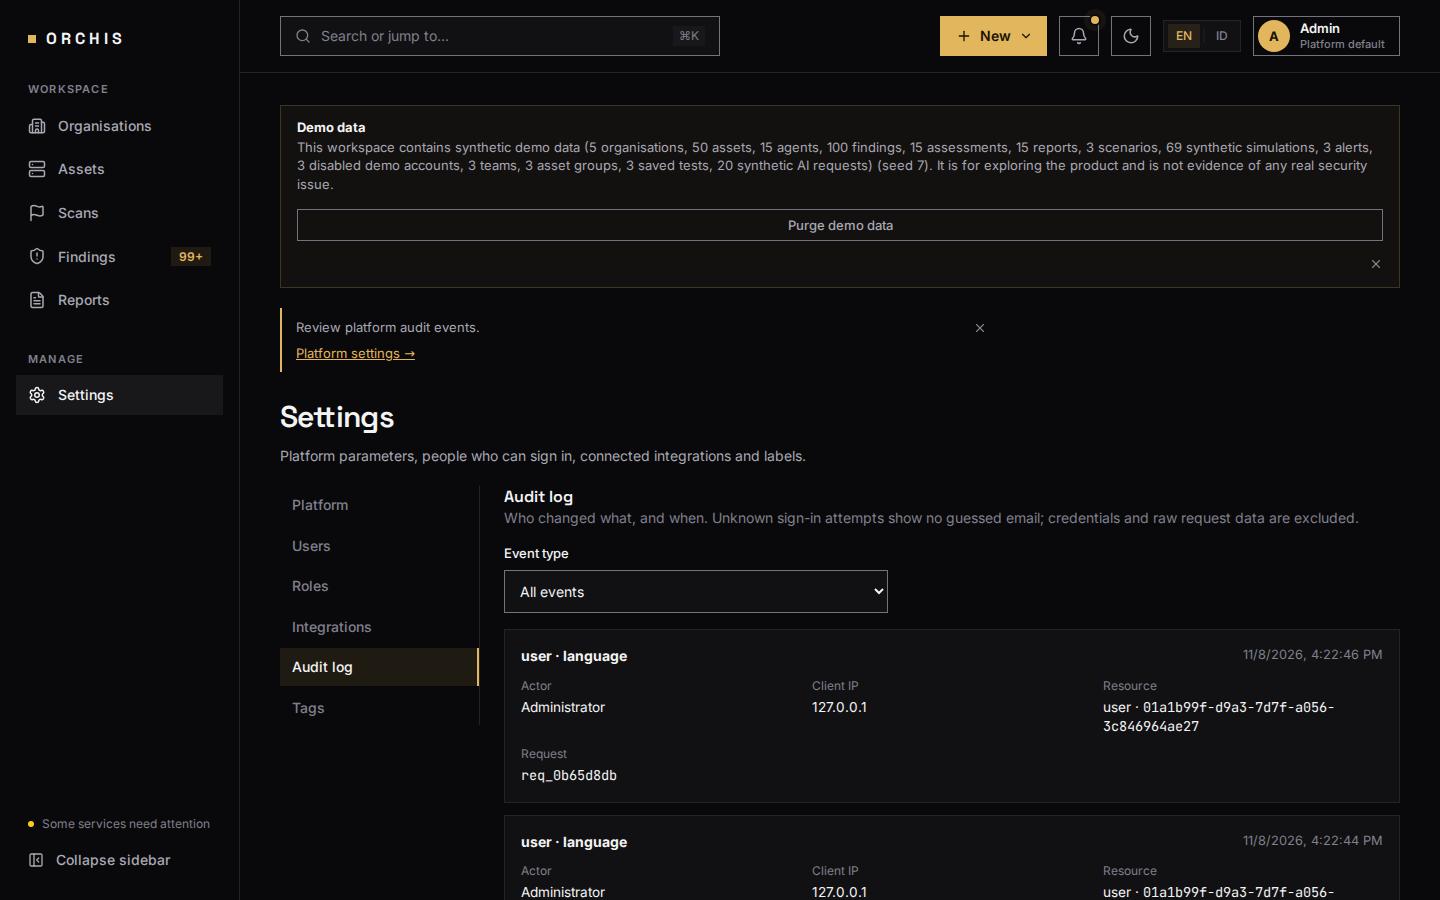 ORCHIS
Search or jump to...
⌘K
New
EN
ID
A
Admin
Platform default
WORKSPACE
Organisations
Assets
Scans
Findings
99+
Reports
MANAGE
Settings
Some services need attention
Collapse sidebar
Demo data
This workspace contains synthetic demo data (5 organisations, 50 assets, 15 agents, 100 findings, 15 assessments, 15 reports, 3 scenarios, 69 synthetic simulations, 3 alerts,
3 disabled demo accounts, 3 teams, 3 asset groups, 3 saved tests, 20 synthetic AI requests) (seed 7). It is for exploring the product and is not evidence of any real security
issue.
Purge demo data
Review platform audit events.
Platform settings →
Settings
Platform parameters, people who can sign in, connected integrations and labels.
Platform
Users
Roles
Integrations
Audit log
Tags
Audit log
Who changed what, and when. Unknown sign-in attempts show no guessed email; credentials and raw request data are excluded.
Event type
All events
user · language
11/8/2026, 4:22:46 PM
Actor
Administrator
Client IP
127.0.0.1
Resource
user · 01a1b99f-d9a3-7d7f-a056-
3c846964ae27
Request
req_0b65d8db
user · language
11/8/2026, 4:22:44 PM
Actor
Administrator
Client IP
127.0.0.1
Resource
user · 01a1b99f-d9a3-7d7f-a056-